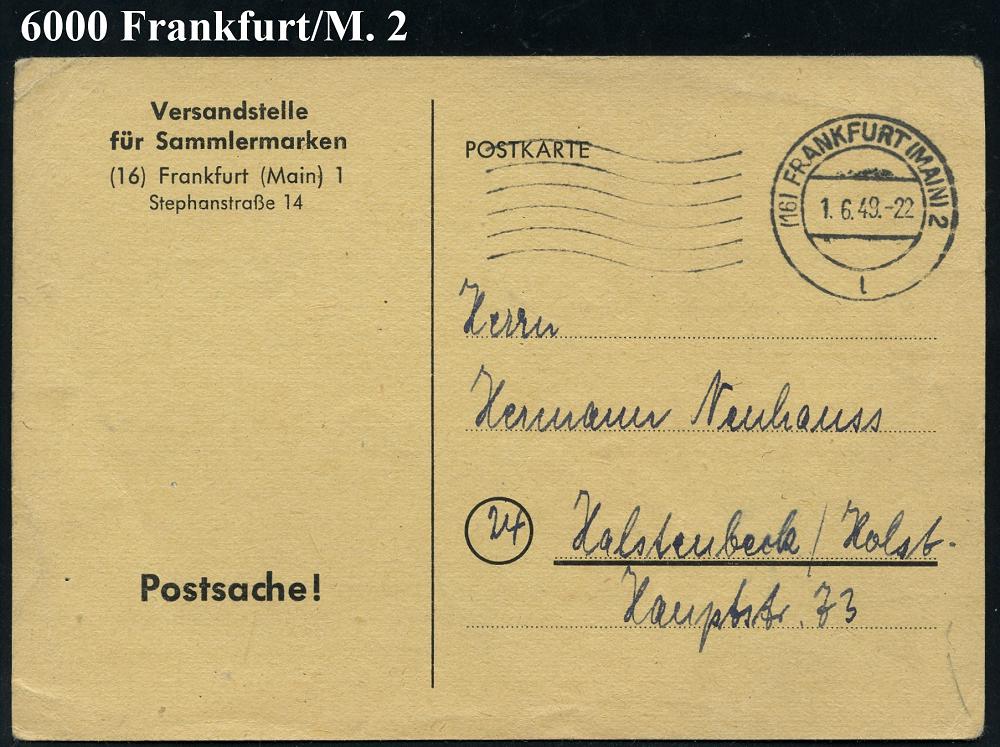 6000 Frankfurt/M. 2
Versandstelle
für Sammlermarken
(16) Frankfurt (Main) 1
Stephanstraße 14
Postsache!
POSTKARTE
(16) FRANKFURT (MAIN) 2
1. 6. 49.-22
l
Herrn
Hermann Neuhauss
24 Halstenbeck / Holst.
Hauptstr. 73